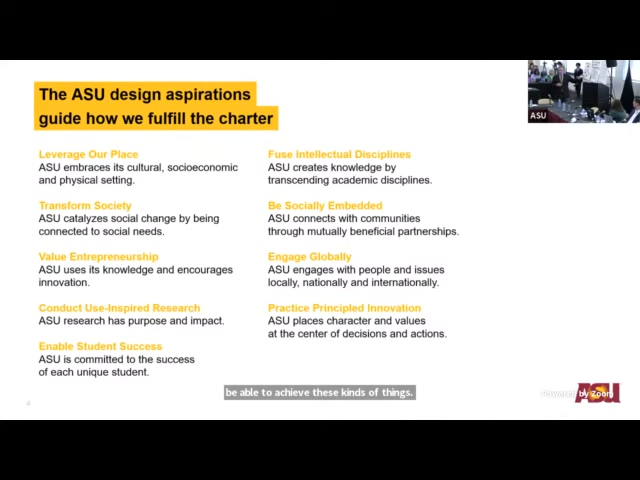 The ASU design aspirations
guide how we fulfill the charter
Leverage Our Place
ASU embraces its cultural, socioeconomic
and physical setting.
Transform Society
ASU catalyzes social change by being
connected to social needs.
Value Entrepreneurship
ASU uses its knowledge and encourages
innovation.
Conduct Use-Inspired Research
ASU research has purpose and impact.
Enable Student Success
ASU is committed to the success
of each unique student.
Fuse Intellectual Disciplines
ASU creates knowledge by
transcending academic disciplines.
Be Socially Embedded
ASU connects with communities
through mutually beneficial partnerships.
Engage Globally
ASU engages with people and issues
locally, nationally and internationally.
Practice Principled Innovation
ASU places character and values
at the center of decisions and actions.
be able to achieve these kinds of things.
ASU
Powered by Zoom
ASU
4